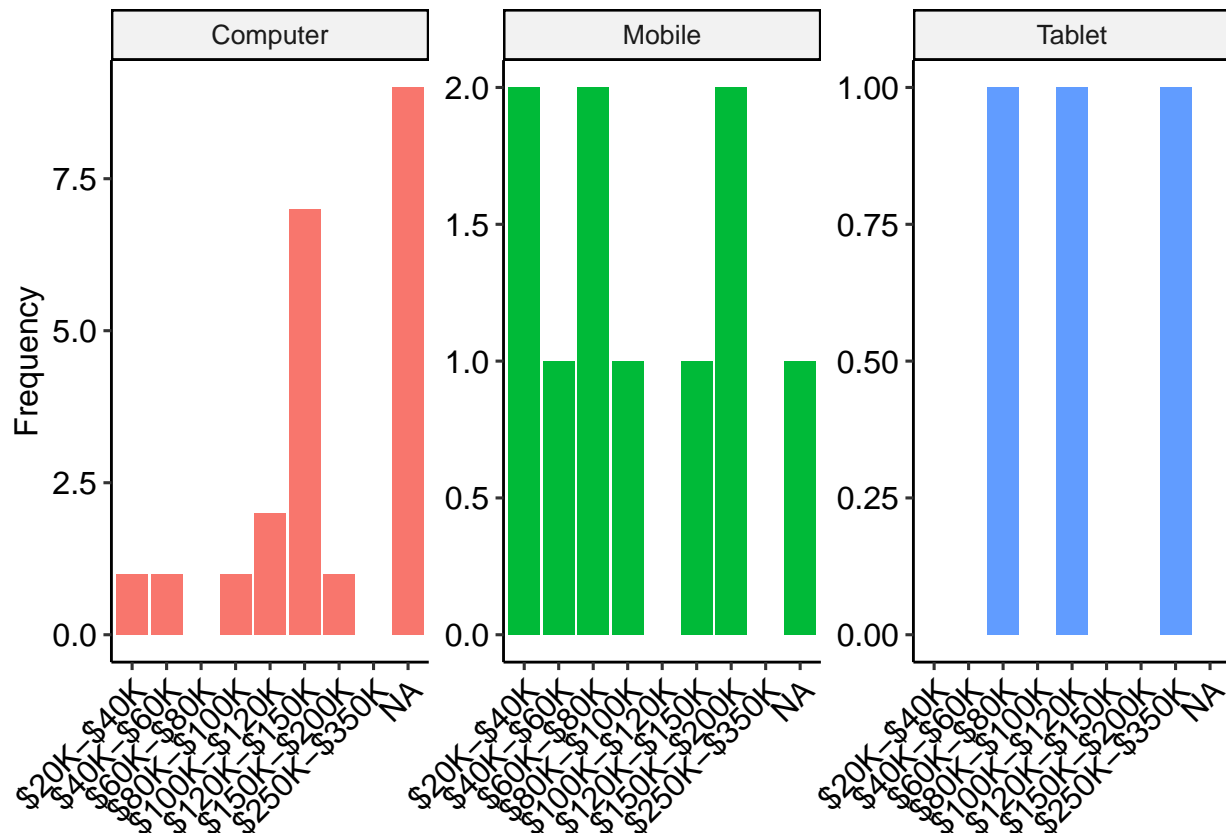 Computer
Mobile
Tablet
Frequency
7.5
5.0
2.5
0.0
2.0
1.5
1.0
0.5
0.0
1.00
0.75
0.50
0.25
0.00
$20K–$40K
$40K–$60K
$60K–$80K
$80K–$100K
$100K–$120K
$120K–$150K
$150K–$200K
$250K–$350K
NA
$20K–$40K
$40K–$60K
$60K–$80K
$80K–$100K
$100K–$120K
$120K–$150K
$150K–$200K
$250K–$350K
NA
$20K–$40K
$40K–$60K
$60K–$80K
$80K–$100K
$100K–$120K
$120K–$150K
$150K–$200K
$250K–$350K
NA